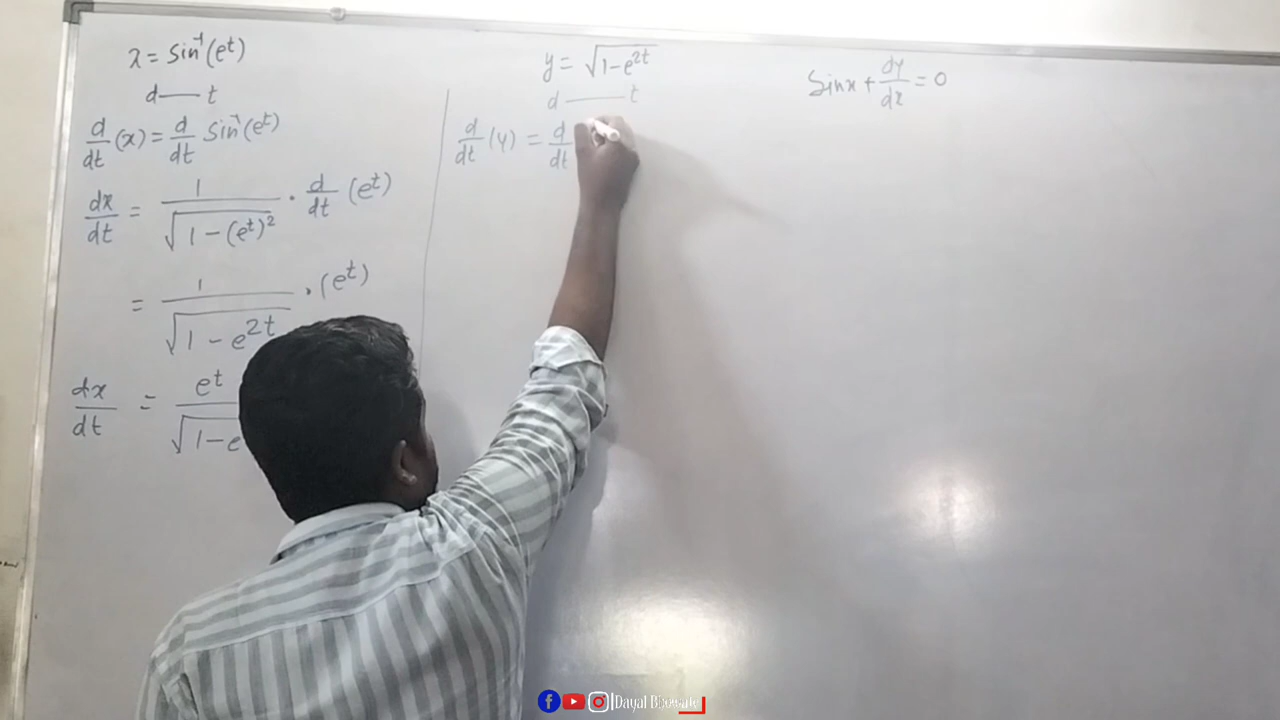 x = Sin⁻¹(eᵗ)
d — t
d/dt (x) = d/dt Sin⁻¹(eᵗ)
dx/dt = 1/√(1-(eᵗ)²) · d/dt (eᵗ)
= 1/√(1-e²ᵗ) · (eᵗ)
dx/dt = eᵗ/√(1-e
y = √(1-e²ᵗ)
d — t
d/dt (y) = d/dt
Sinx + dy/dx = 0